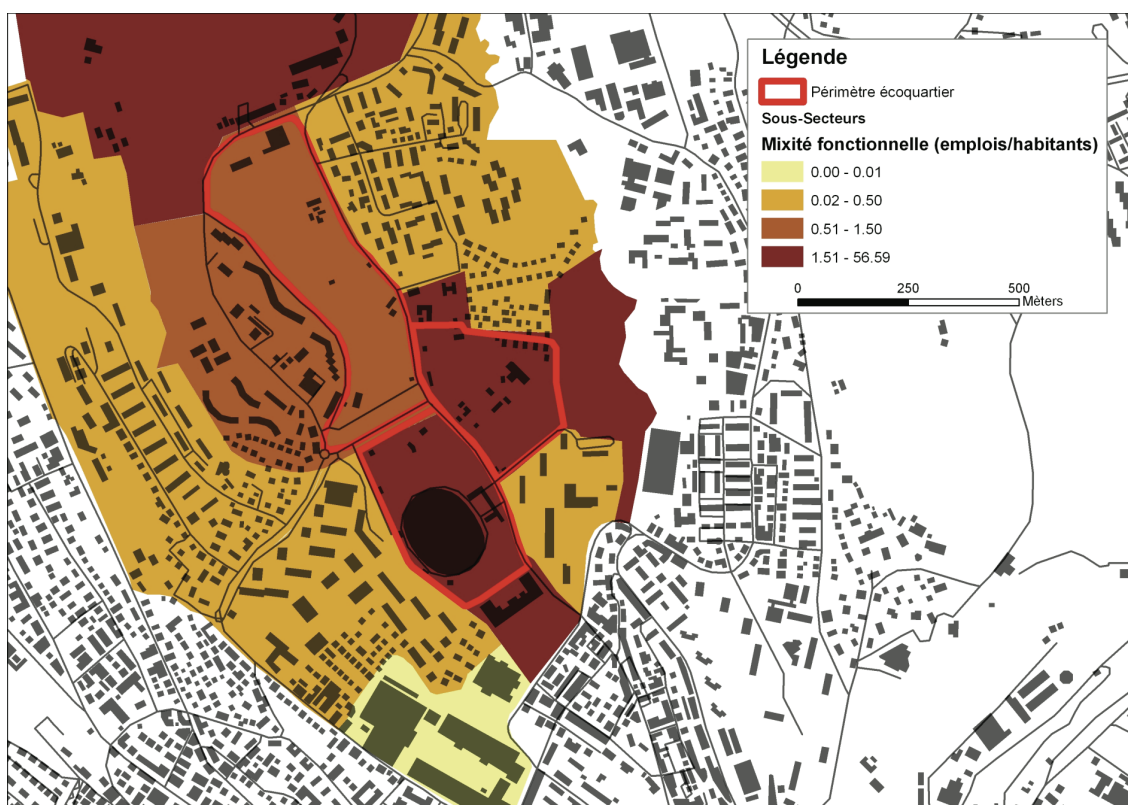 Légende
Périmètre écoquartier
Sous-Secteurs
Mixité fonctionnelle (emplois/habitants)
0.00 - 0.01
0.02 - 0.50
0.51 - 1.50
1.51 - 56.59
0 250 500
Mèters